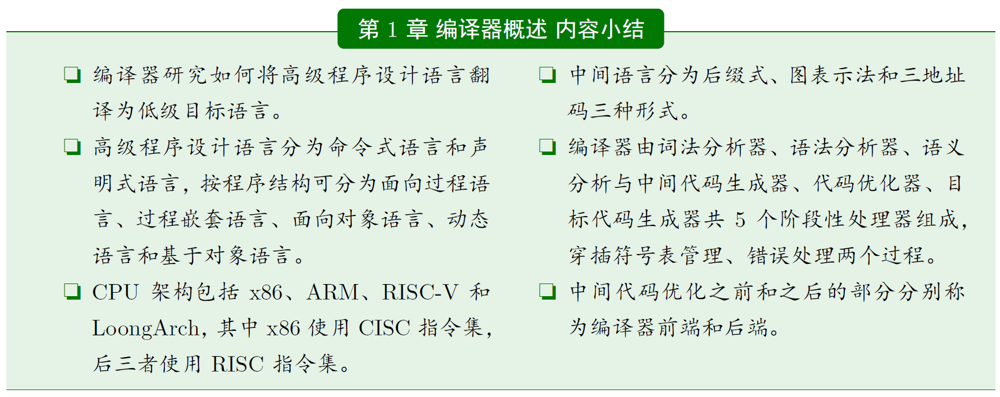 第 1 章 编译器概述 内容小结
❏ 编译器研究如何将高级程序设计语言翻
译为低级目标语言。
❏ 高级程序设计语言分为命令式语言和声
明式语言，按程序结构可分为面向过程语
言、过程嵌套语言、面向对象语言、动态
语言和基于对象语言。
❏ CPU 架构包括 x86、ARM、RISC-V 和
LoongArch，其中 x86 使用 CISC 指令集，
后三者使用 RISC 指令集。
❏ 中间语言分为后缀式、图表示法和三地址
码三种形式。
❏ 编译器由词法分析器、语法分析器、语义
分析与中间代码生成器、代码优化器、目
标代码生成器共 5 个阶段性处理器组成，
穿插符号表管理、错误处理两个过程。
❏ 中间代码优化之前和之后的部分分别称
为编译器前端和后端。